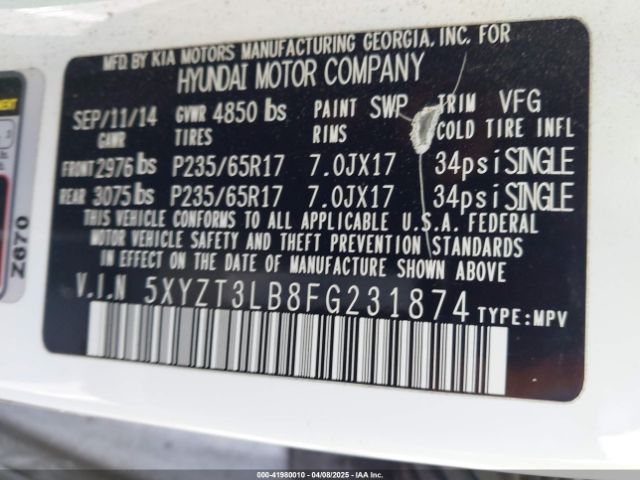 MFD. BY KIA MOTORS MANUFACTURING GEORGIA, INC. FOR
HYUNDAI MOTOR COMPANY
SEP/11/14 GVWR 4850 lbs PAINT SWP TRIM VFG
GAWR TIRES RIMS COLD TIRE INFL
FRONT 2976 lbs P235/65R17 7.0JX17 34psi SINGLE
REAR 3075 lbs P235/65R17 7.0JX17 34psi SINGLE
THIS VEHICLE CONFORMS TO ALL APPLICABLE U.S.A. FEDERAL
MOTOR VEHICLE SAFETY AND THEFT PREVENTION STANDARDS
IN EFFECT ON THE DATE OF MANUFACTURE SHOWN ABOVE
V.I.N 5XYZT3LB8FG231874 TYPE:MPV
Z670
000-41980010 04/08/2025 IAA, Inc.